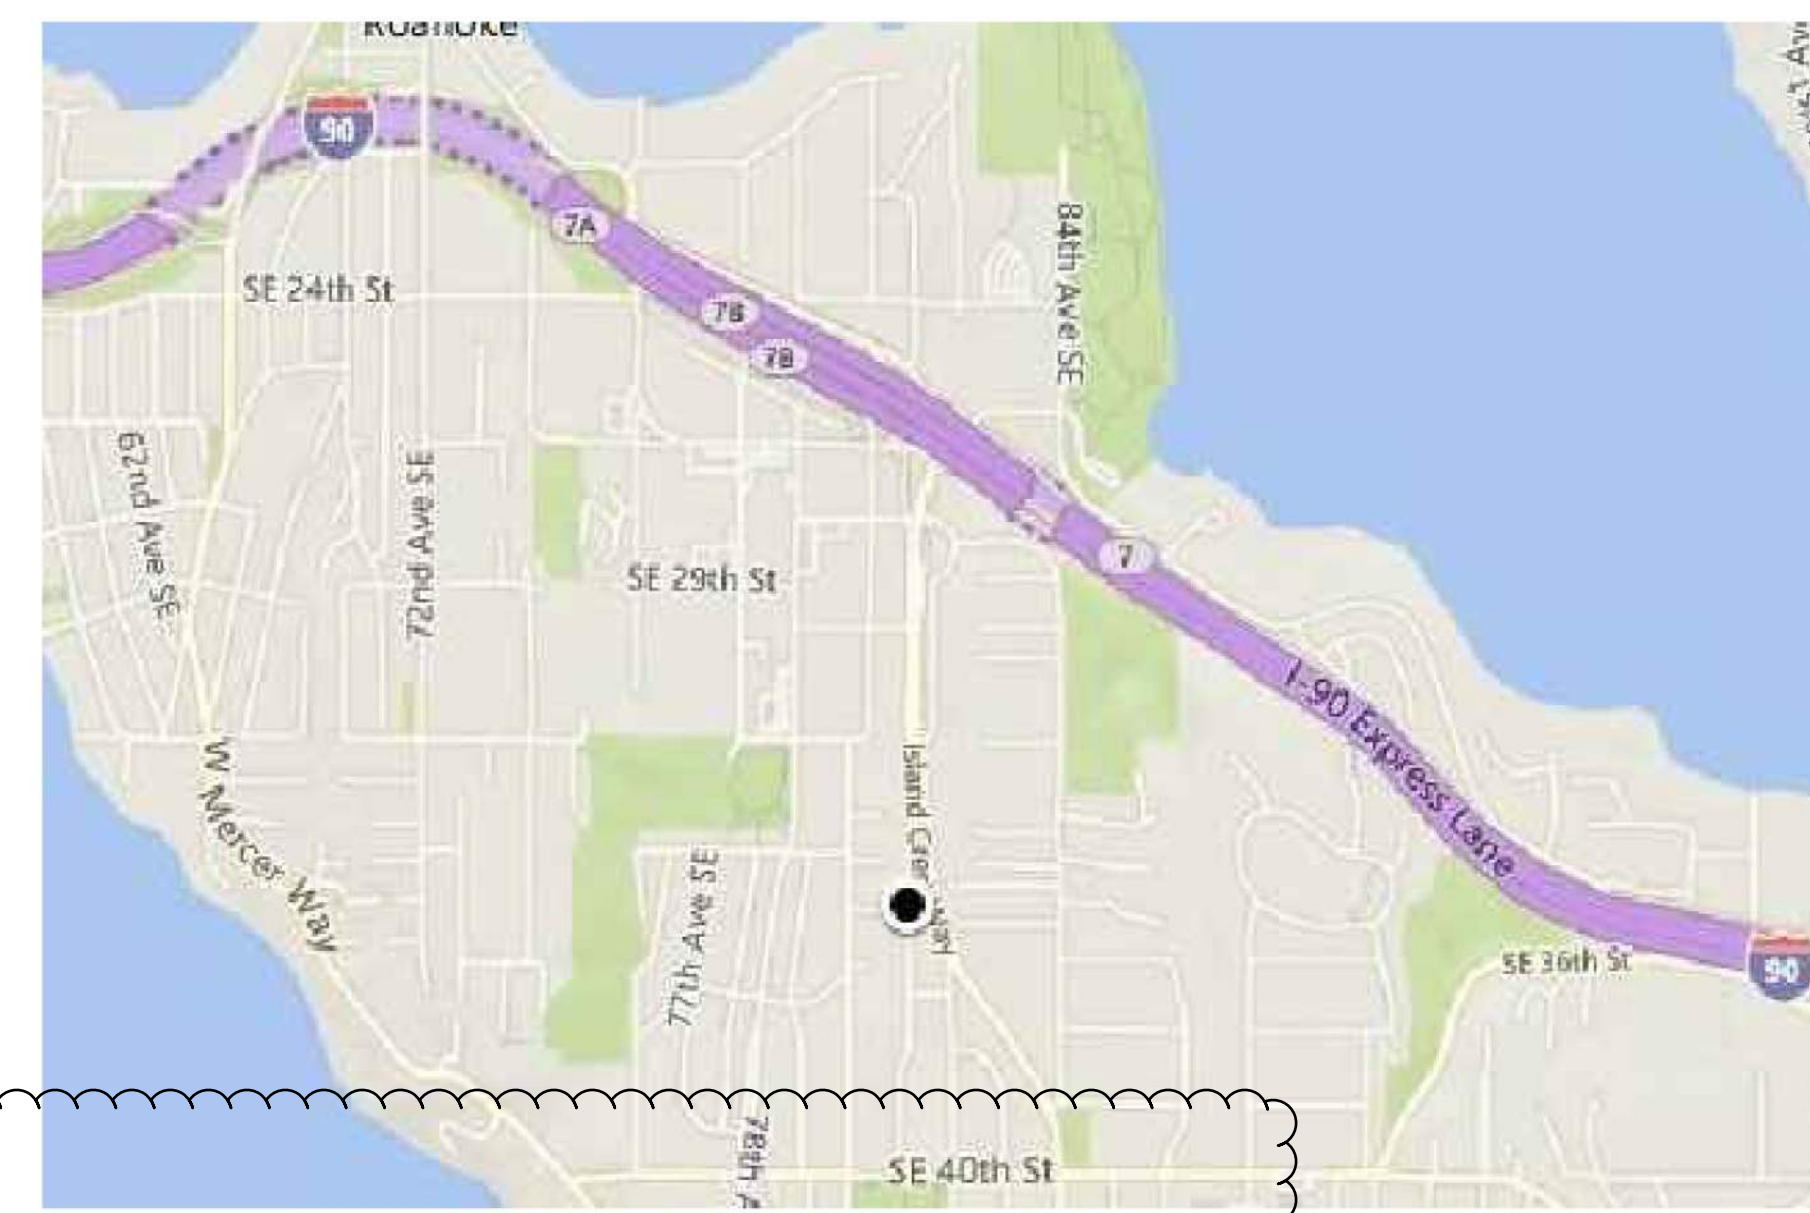 Roanoke
90
7A
84th Ave SE
SE 24th St
7B
7B
62nd Ave SE
72nd Ave SE
7
SE 29th St
I-90 Express Lane
W Mercer Way
Island Crest Way
77th Ave SE
SE 36th St
90
78th A
SE 40th St